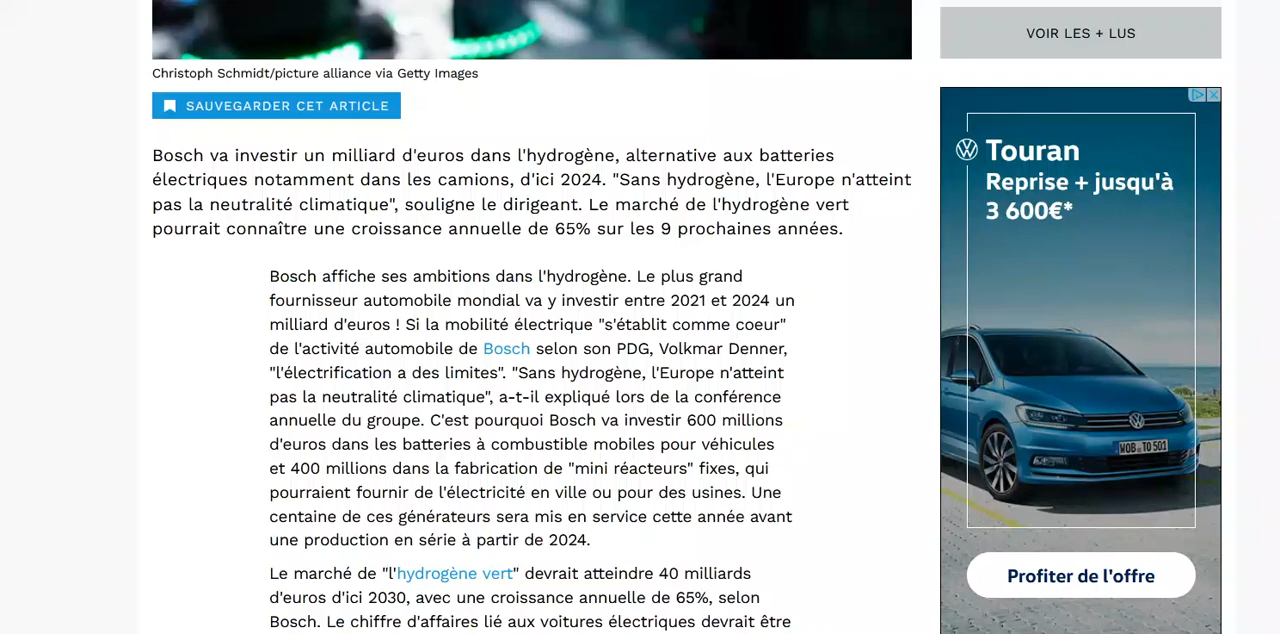 Christoph Schmidt/picture alliance via Getty Images
SAUVEGARDER CET ARTICLE
Bosch va investir un milliard d'euros dans l'hydrogène, alternative aux batteries
électriques notamment dans les camions, d'ici 2024. "Sans hydrogène, l'Europe n'atteint
pas la neutralité climatique", souligne le dirigeant. Le marché de l'hydrogène vert
pourrait connaître une croissance annuelle de 65% sur les 9 prochaines années.
Bosch affiche ses ambitions dans l'hydrogène. Le plus grand
fournisseur automobile mondial va y investir entre 2021 et 2024 un
milliard d'euros ! Si la mobilité électrique "s'établit comme coeur"
de l'activité automobile de Bosch selon son PDG, Volkmar Denner,
"l'électrification a des limites". "Sans hydrogène, l'Europe n'atteint
pas la neutralité climatique", a-t-il expliqué lors de la conférence
annuelle du groupe. C'est pourquoi Bosch va investir 600 millions
d'euros dans les batteries à combustible mobiles pour véhicules
et 400 millions dans la fabrication de "mini réacteurs" fixes, qui
pourraient fournir de l'électricité en ville ou pour des usines. Une
centaine de ces générateurs sera mis en service cette année avant
une production en série à partir de 2024.
Le marché de "l'hydrogène vert" devrait atteindre 40 milliards
d'euros d'ici 2030, avec une croissance annuelle de 65%, selon
Bosch. Le chiffre d'affaires lié aux voitures électriques devrait être
VOIR LES + LUS
Touran
Reprise + jusqu'à
3 600€*
WOB TO 501
Profiter de l'offre